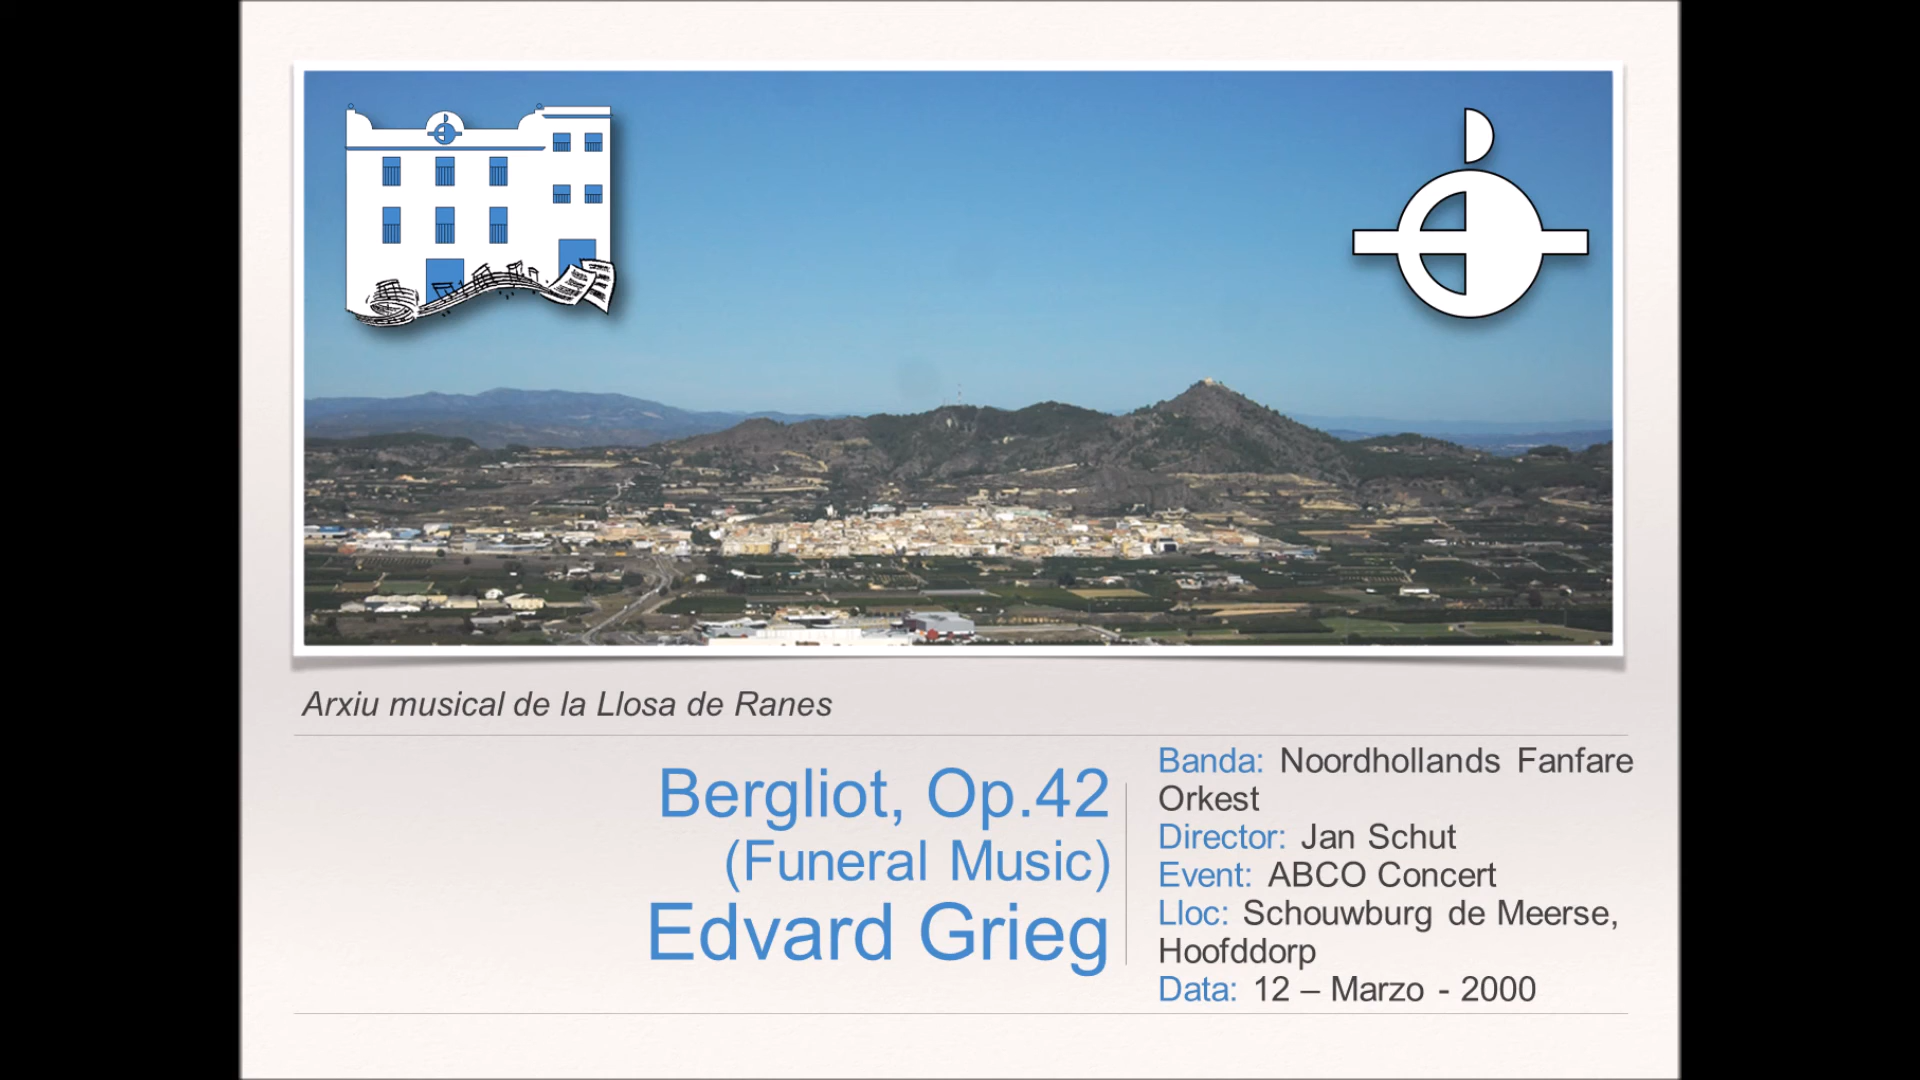 Arxiu musical de la Llosa de Ranes
Bergliot, Op.42
(Funeral Music)
Edvard Grieg
Banda: Noordhollands Fanfare
Orkest
Director: Jan Schut
Event: ABCO Concert
Lloc: Schouwburg de Meerse,
Hoofddorp
Data: 12 – Marzo - 2000